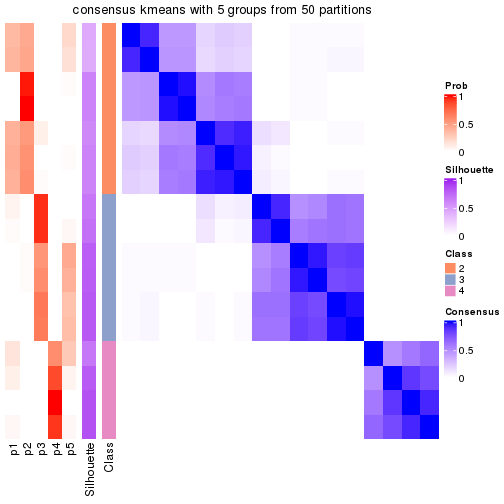 consensus kmeans with 5 groups from 50 partitions
Prob
1
0.5
0
Silhouette
1
0.5
0
Class
2
3
4
Consensus
1
0.5
0
p1
p2
p3
p4
p5
Silhouette
Class